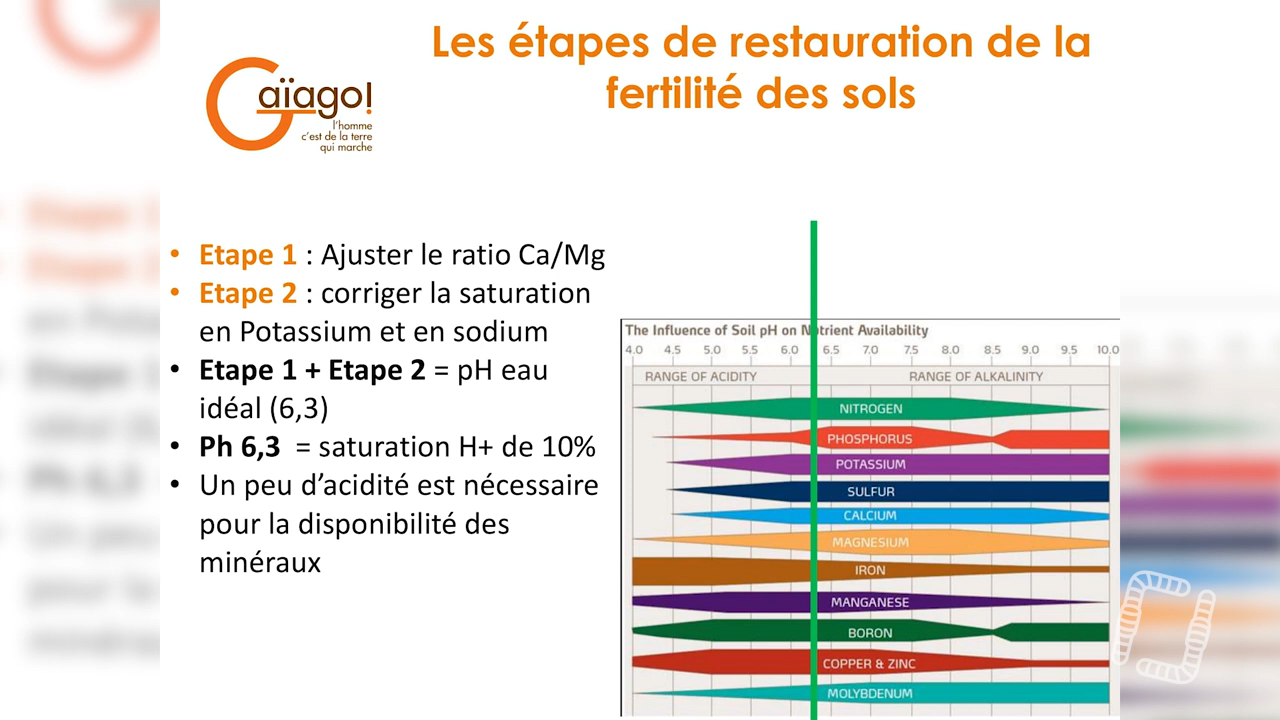 Les étapes de restauration de la
fertilité des sols
Gaïago!
l'homme
c'est de la terre
qui marche
• Etape 1 : Ajuster le ratio Ca/Mg
• Etape 2 : corriger la saturation
en Potassium et en sodium
• Etape 1 + Etape 2 = pH eau
idéal (6,3)
• Ph 6,3 = saturation H+ de 10%
• Un peu d'acidité est nécessaire
pour la disponibilité des
minéraux
The Influence of Soil pH on Nutrient Availability
4.0 4.5 5.0 5.5 6.0 6.5 7.0 7.5 8.0 8.5 9.0 9.5 10.0
RANGE OF ACIDITY RANGE OF ALKALINITY
NITROGEN
PHOSPHORUS
POTASSIUM
SULFUR
CALCIUM
MAGNESIUM
IRON
MANGANESE
BORON
COPPER & ZINC
MOLYBDENUM